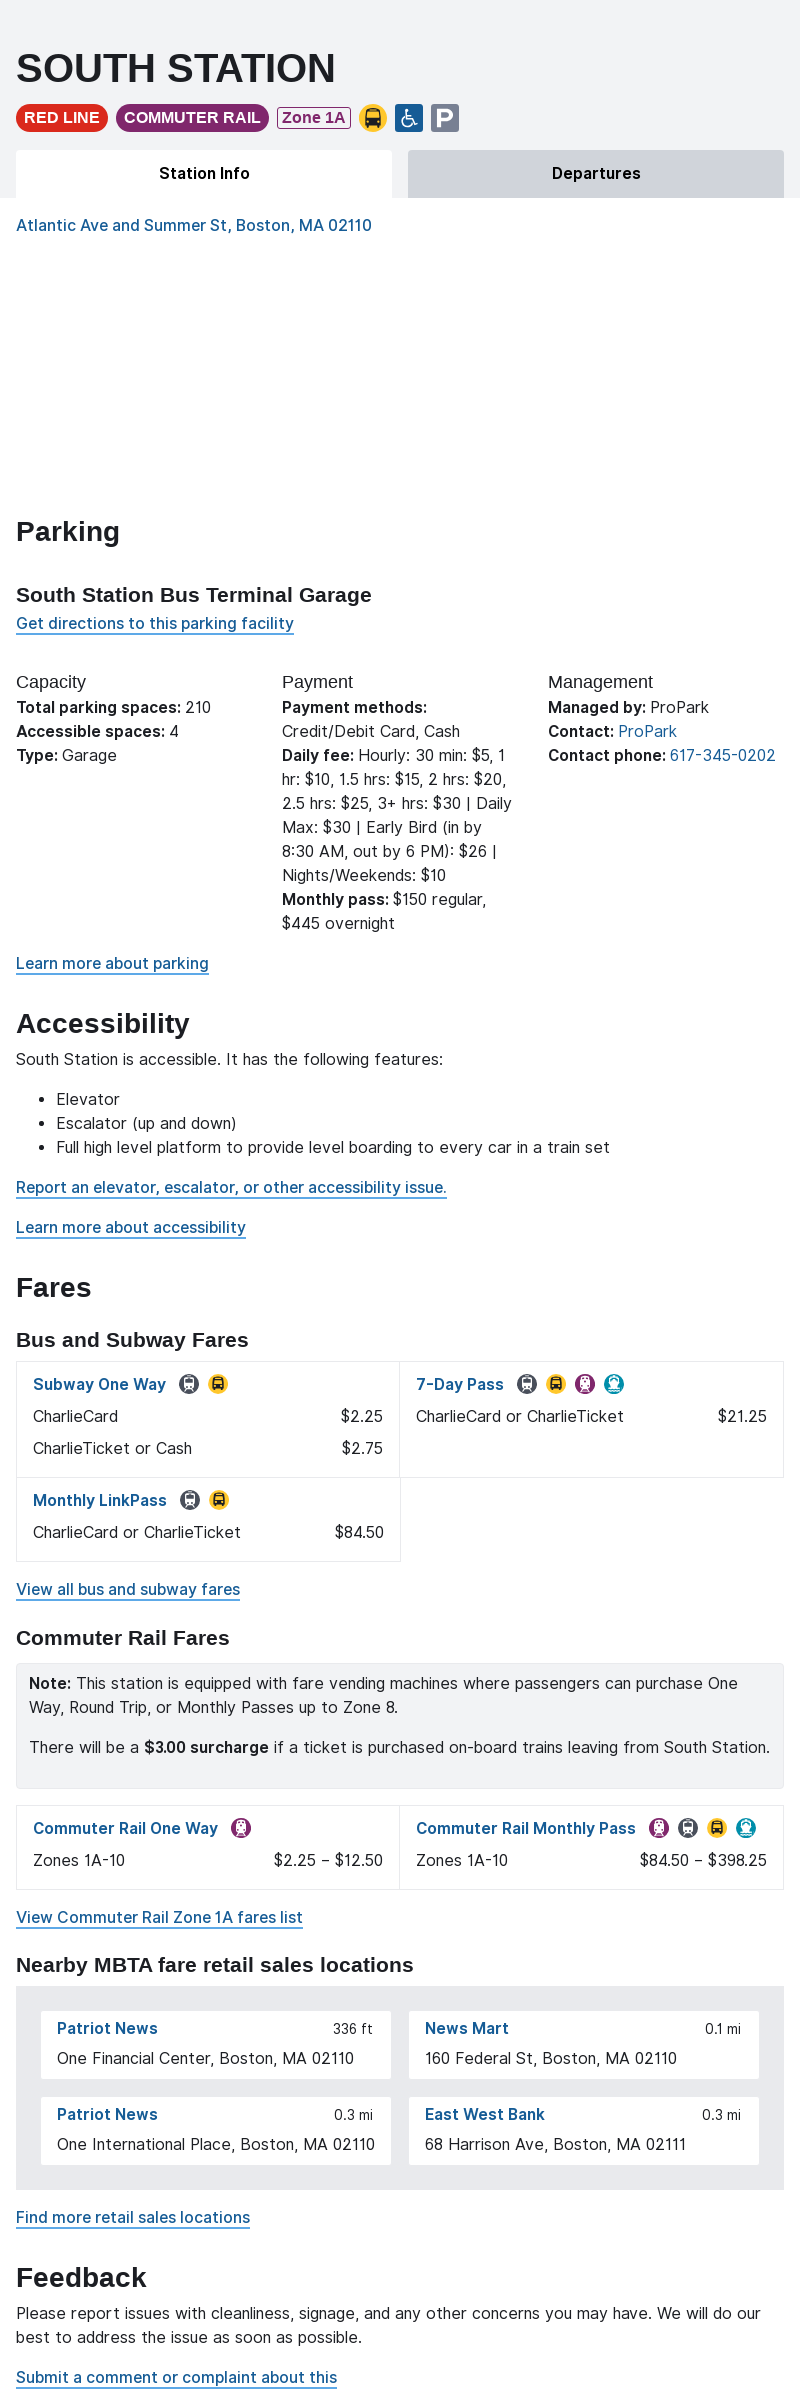 SOUTH STATION
RED LINE COMMUTER RAIL Zone 1A P
Station Info Departures
Atlantic Ave and Summer St, Boston, MA 02110
Parking
South Station Bus Terminal Garage
Get directions to this parking facility
Capacity
Total parking spaces: 210
Accessible spaces: 4
Type: Garage
Payment
Payment methods:
Credit/Debit Card, Cash
Daily fee: Hourly: 30 min: $5, 1
hr: $10, 1.5 hrs: $15, 2 hrs: $20,
2.5 hrs: $25, 3+ hrs: $30 | Daily
Max: $30 | Early Bird (in by
8:30 AM, out by 6 PM): $26 |
Nights/Weekends: $10
Monthly pass: $150 regular,
$445 overnight
Management
Managed by: ProPark
Contact: ProPark
Contact phone: 617-345-0202
Learn more about parking
Accessibility
South Station is accessible. It has the following features:
• Elevator
• Escalator (up and down)
• Full high level platform to provide level boarding to every car in a train set
Report an elevator, escalator, or other accessibility issue.
Learn more about accessibility
Fares
Bus and Subway Fares
Subway One Way
CharlieCard $2.25
CharlieTicket or Cash $2.75
7-Day Pass
CharlieCard or CharlieTicket $21.25
Monthly LinkPass
CharlieCard or CharlieTicket $84.50
View all bus and subway fares
Commuter Rail Fares
Note: This station is equipped with fare vending machines where passengers can purchase One
Way, Round Trip, or Monthly Passes up to Zone 8.
There will be a $3.00 surcharge if a ticket is purchased on-board trains leaving from South Station.
Commuter Rail One Way
Zones 1A-10 $2.25 – $12.50
Commuter Rail Monthly Pass
Zones 1A-10 $84.50 – $398.25
View Commuter Rail Zone 1A fares list
Nearby MBTA fare retail sales locations
Patriot News 336 ft
One Financial Center, Boston, MA 02110
News Mart 0.1 mi
160 Federal St, Boston, MA 02110
Patriot News 0.3 mi
One International Place, Boston, MA 02110
East West Bank 0.3 mi
68 Harrison Ave, Boston, MA 02111
Find more retail sales locations
Feedback
Please report issues with cleanliness, signage, and any other concerns you may have. We will do our
best to address the issue as soon as possible.
Submit a comment or complaint about this